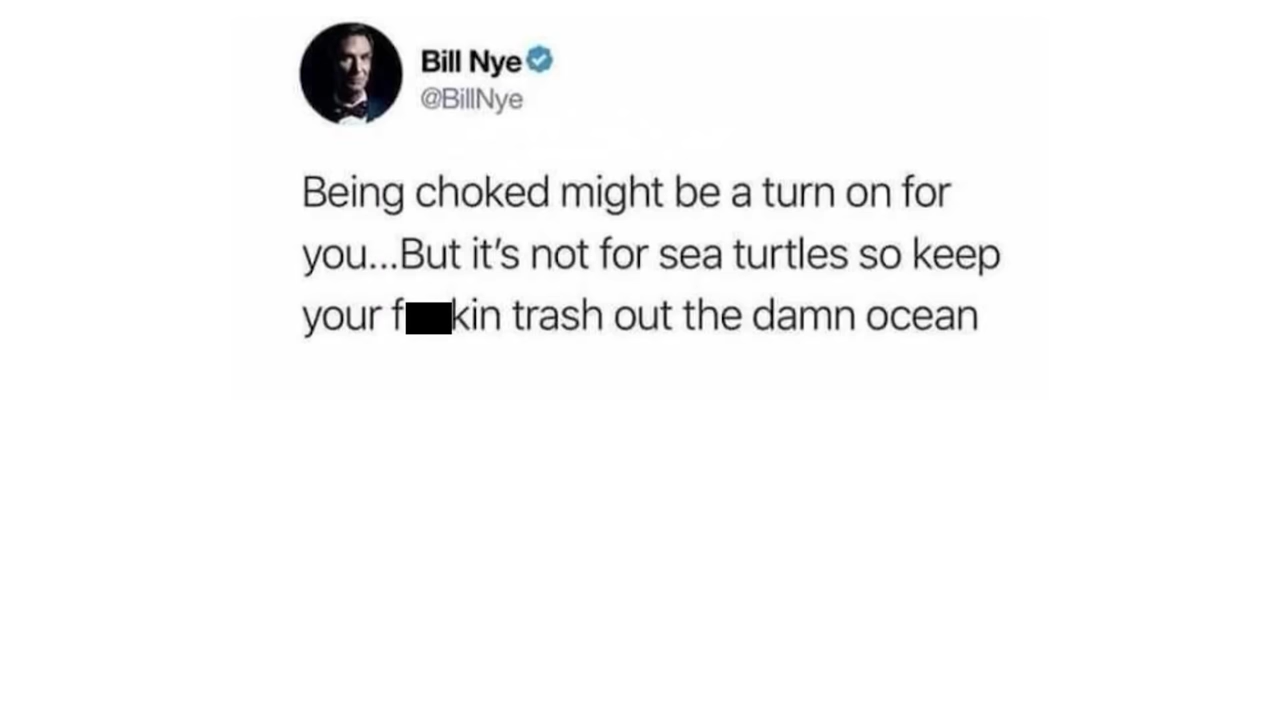 Bill Nye
@BillNye
Being choked might be a turn on for
you...But it's not for sea turtles so keep
your f kin trash out the damn ocean